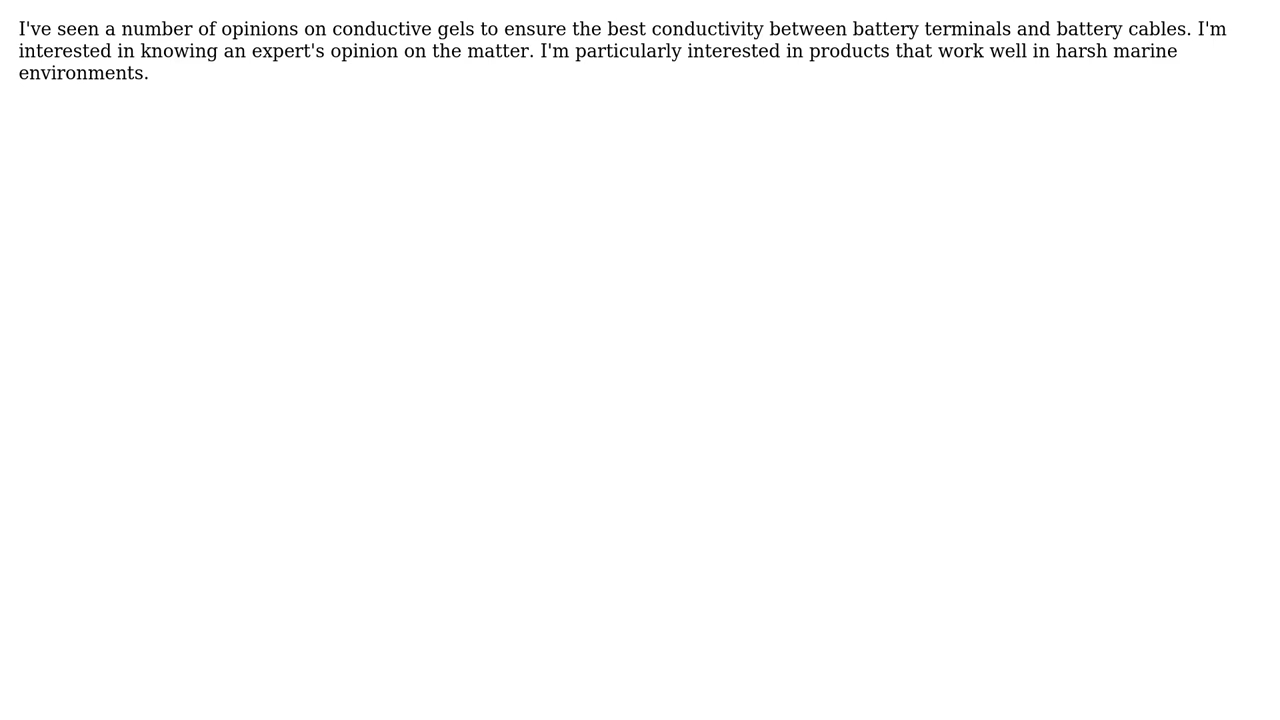 I've seen a number of opinions on conductive gels to ensure the best conductivity between battery terminals and battery cables. I'm
interested in knowing an expert's opinion on the matter. I'm particularly interested in products that work well in harsh marine
environments.